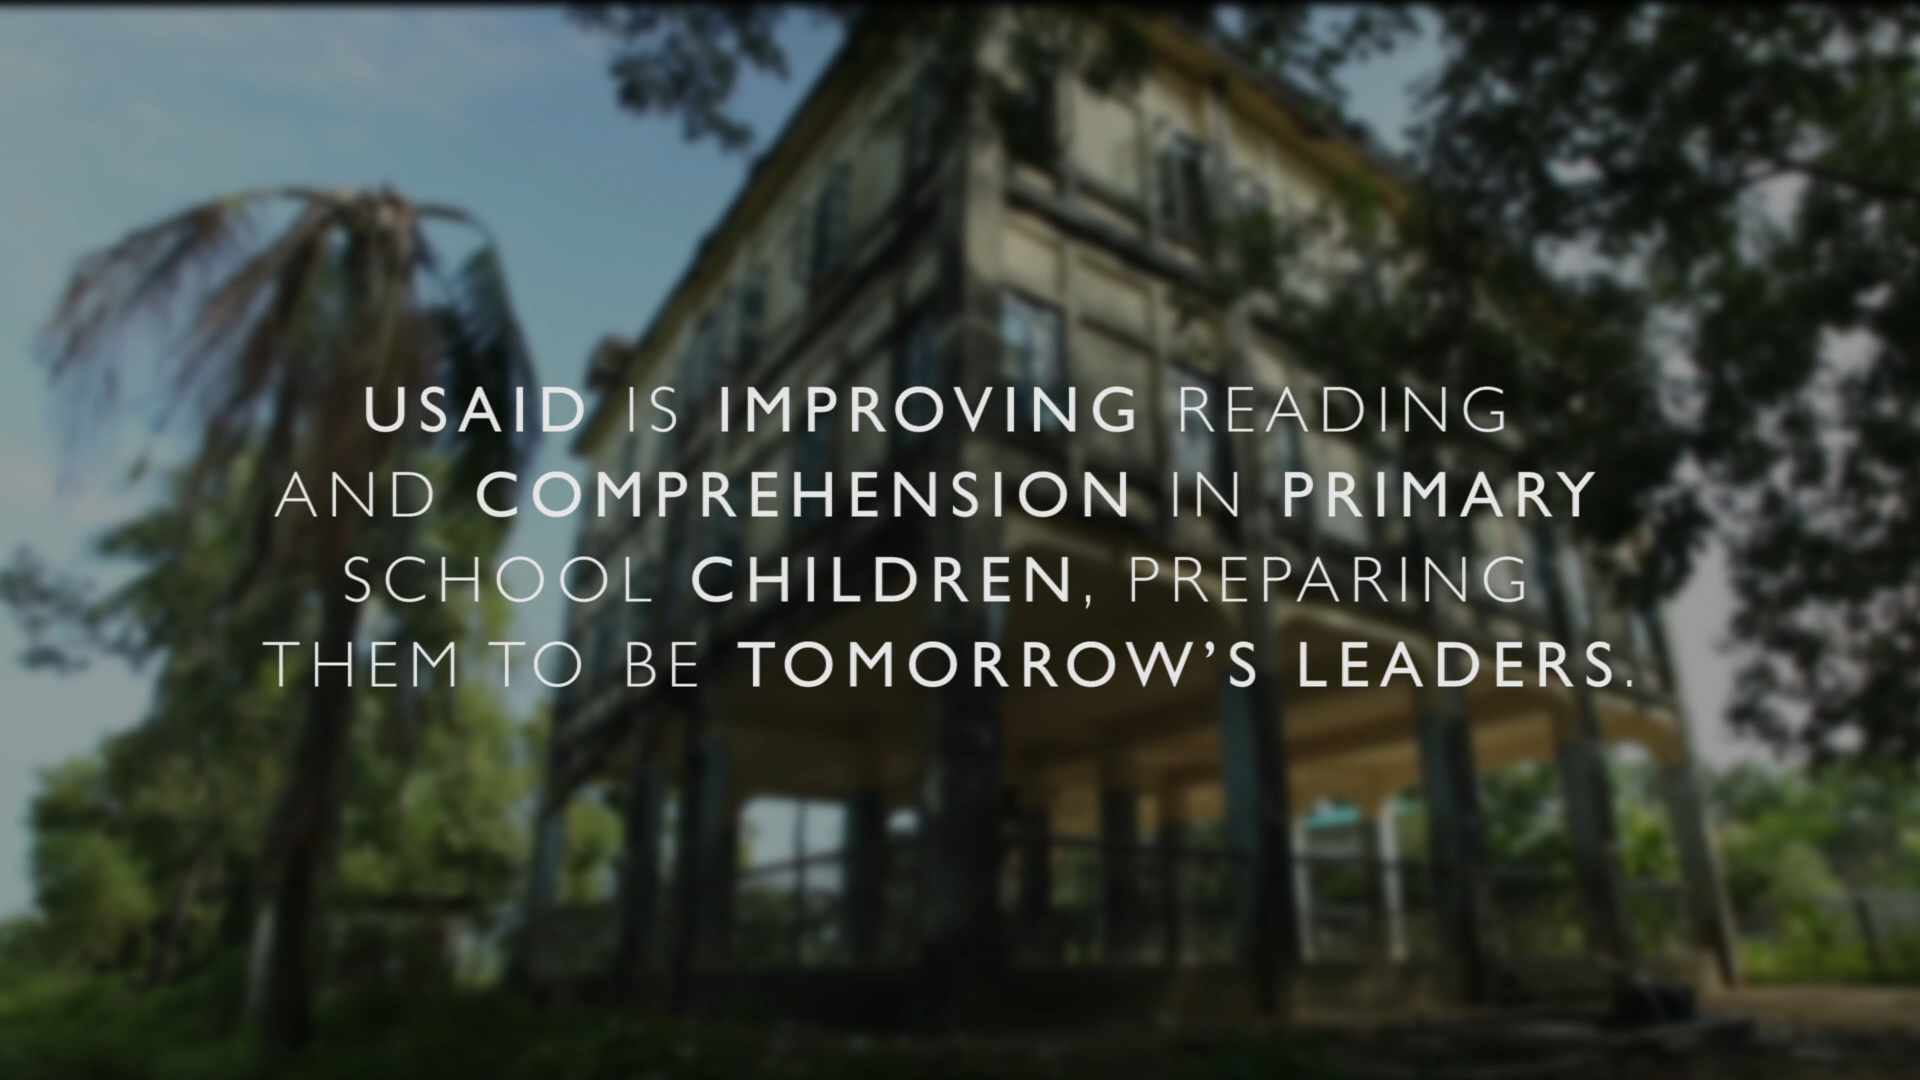 USAID IS IMPROVING READING
AND COMPREHENSION IN PRIMARY
SCHOOL CHILDREN, PREPARING
THEM TO BE TOMORROW’S LEADERS.